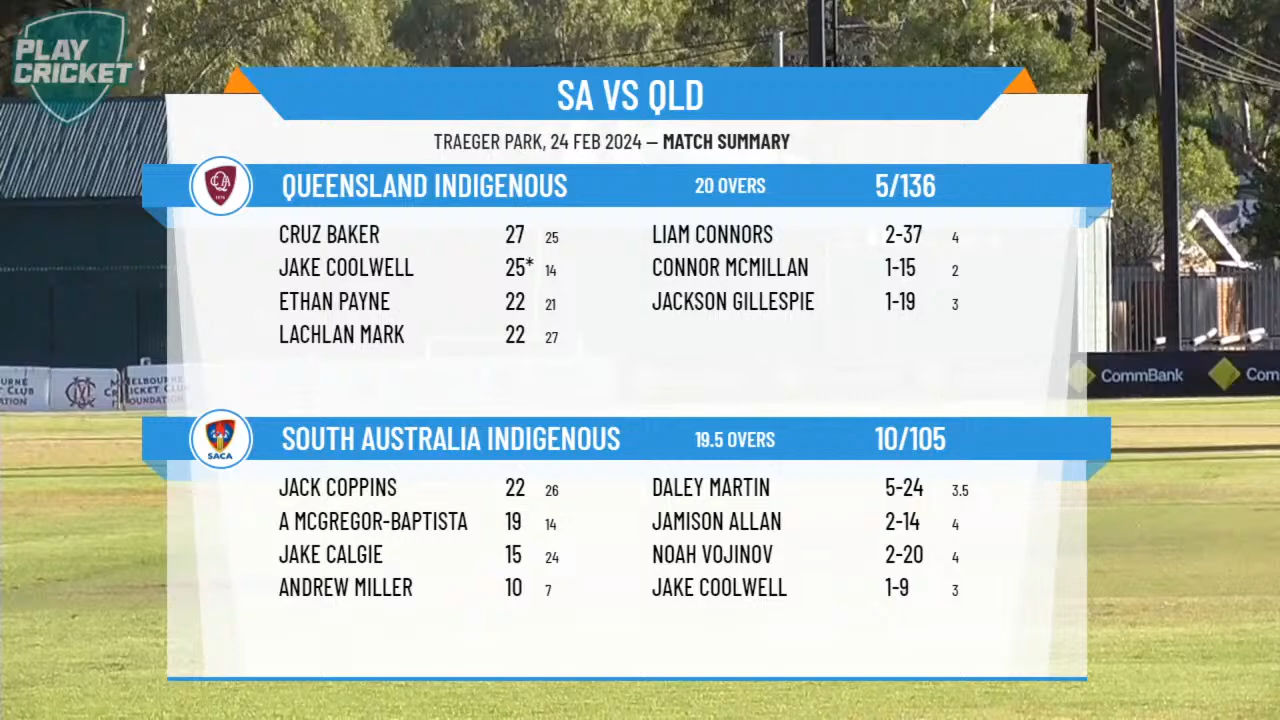 PLAY
CRICKET
SA VS QLD
TRAEGER PARK, 24 FEB 2024 – MATCH SUMMARY
QUEENSLAND INDIGENOUS 20 OVERS 5/136
CRUZ BAKER 27 25 LIAM CONNORS 2-37 4
JAKE COOLWELL 25* 14 CONNOR MCMILLAN 1-15 2
ETHAN PAYNE 22 21 JACKSON GILLESPIE 1-19 3
LACHLAN MARK 22 27
CommBank
Com
SOUTH AUSTRALIA INDIGENOUS 19.5 OVERS 10/105
SACA
JACK COPPINS 22 26 DALEY MARTIN 5-24 3.5
A MCGREGOR-BAPTISTA 19 14 JAMISON ALLAN 2-14 4
JAKE CALGIE 15 24 NOAH VOJINOV 2-20 4
ANDREW MILLER 10 7 JAKE COOLWELL 1-9 3